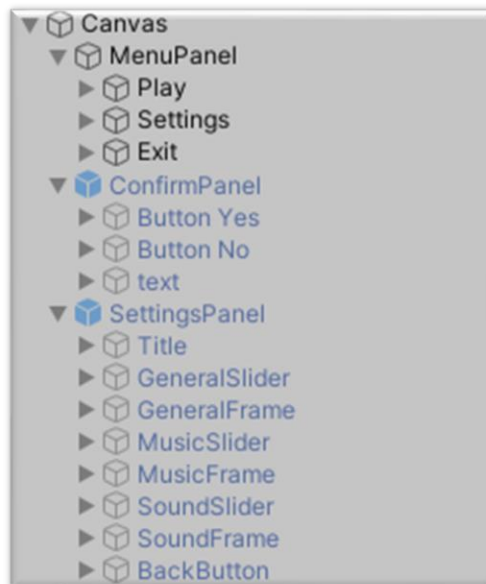 Canvas
MenuPanel
Play
Settings
Exit
ConfirmPanel
Button Yes
Button No
text
SettingsPanel
Title
GeneralSlider
GeneralFrame
MusicSlider
MusicFrame
SoundSlider
SoundFrame
BackButton